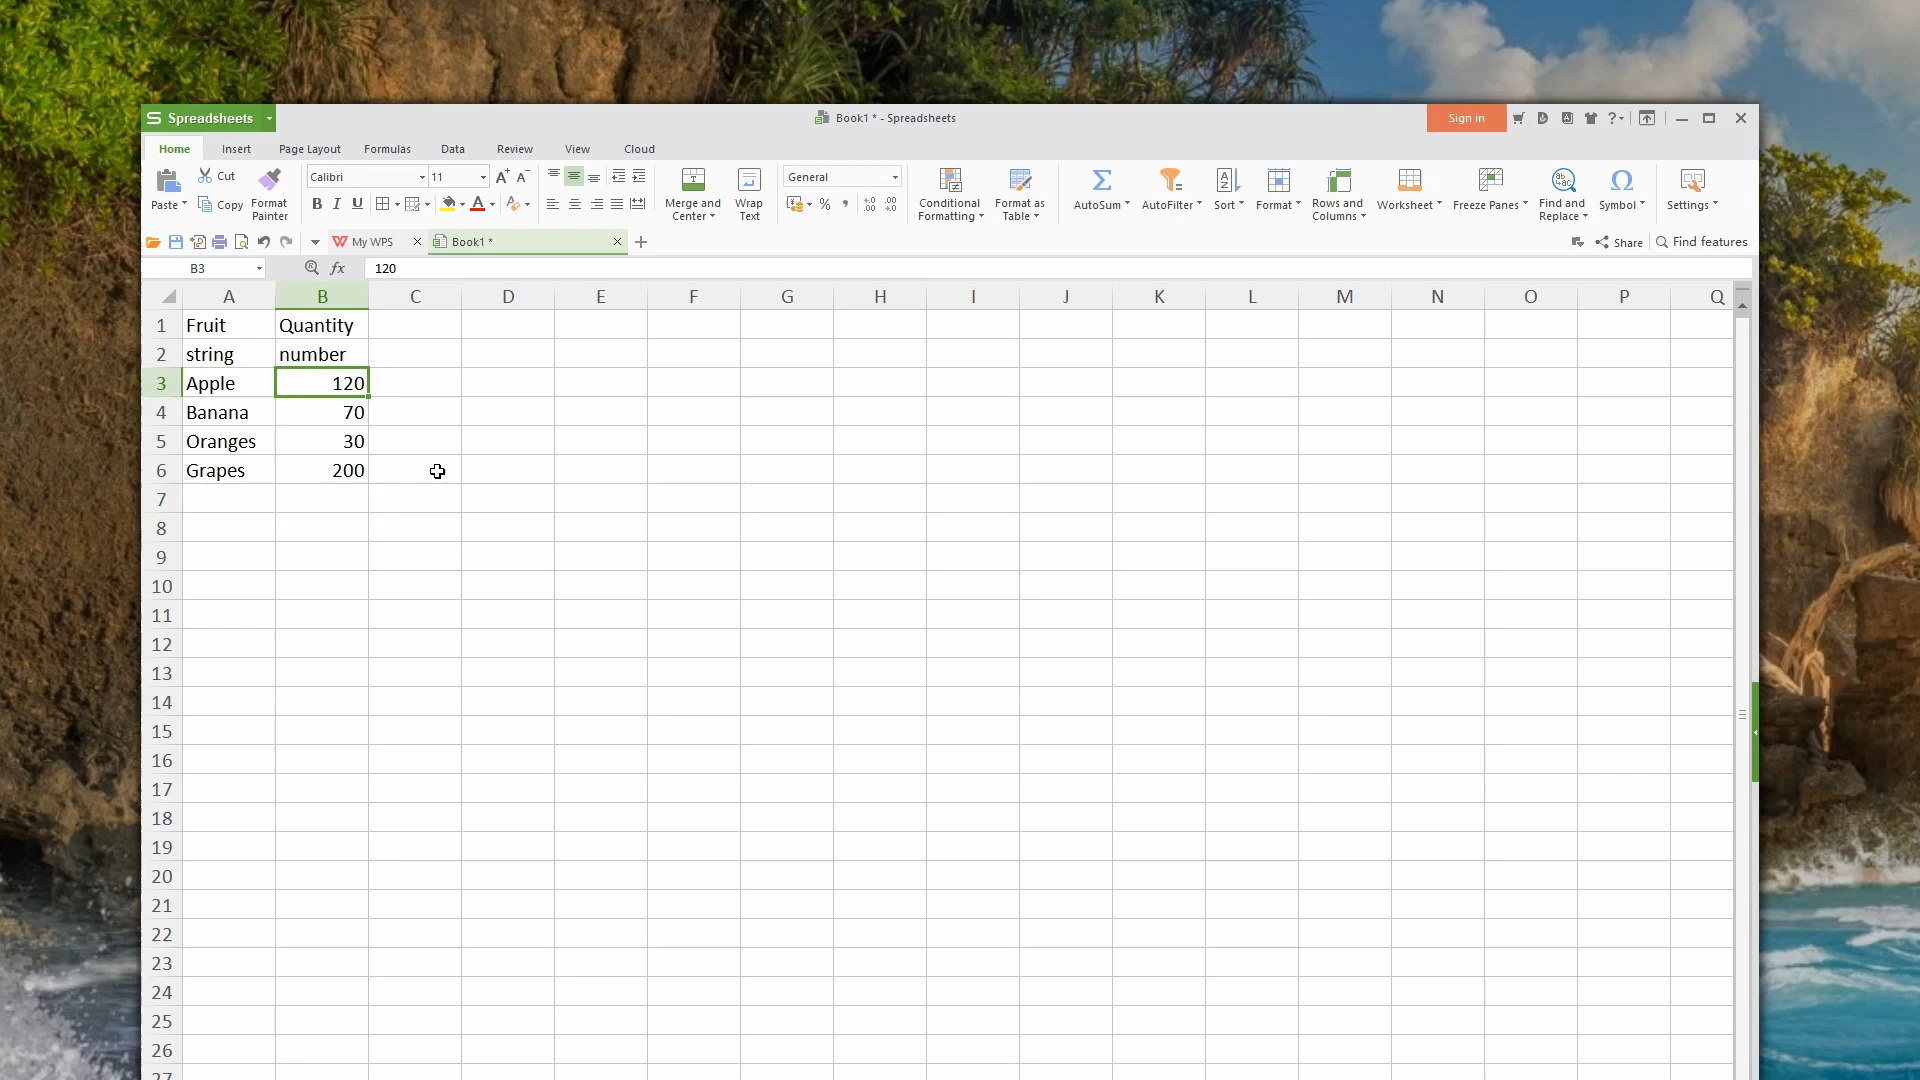 Spreadsheets
Book1 * - Spreadsheets
Sign in
Home Insert Page Layout Formulas Data Review View Cloud
Paste Cut Copy Format Painter
Calibri 11
B I U A
Merge and Center
Wrap Text
General
Conditional Formatting
Format as Table
AutoSum AutoFilter Sort Format
Rows and Columns
Worksheet Freeze Panes
Find and Replace
Symbol Settings
My WPS Book1 * Share Find features
B3 fx 120
A B C D E F G H I J K L M N O P Q
1 Fruit Quantity
2 string number
3 Apple 120
4 Banana 70
5 Oranges 30
6 Grapes 200
7
8
9
10
11
12
13
14
15
16
17
18
19
20
21
22
23
24
25
26
27